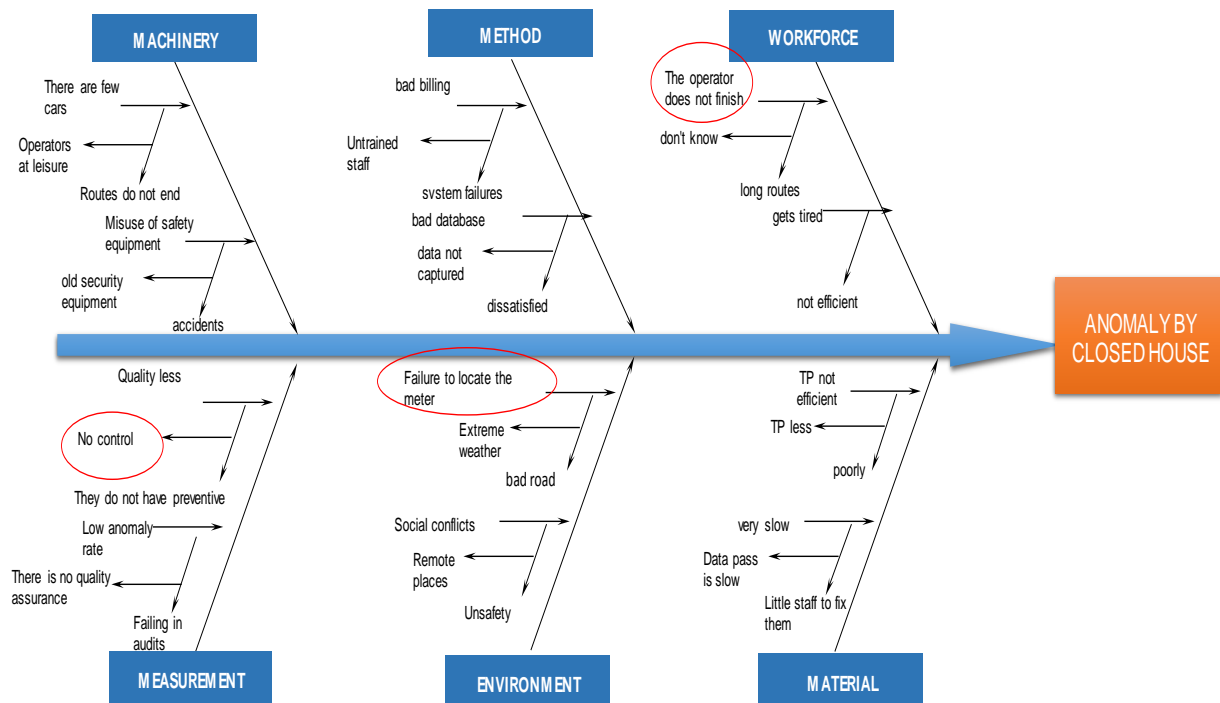 MACHINERY
METHOD
WORKFORCE
There are few
cars
Operators
at leisure
Routes do not end
Misuse of safety
equipment
old security
equipment
accidents
bad billing
Untrained
staff
system failures
bad database
data not
captured
dissatisfied
The operator
does not finish
don't know
long routes
gets tired
not efficient
ANOMALY BY
CLOSED HOUSE
Quality less
No control
They do not have preventive
Low anomaly
rate
There is no quality
assurance
Failing in
audits
Failure to locate the
meter
Extreme
weather
bad road
Social conflicts
Remote
places
Unsafety
TP not
efficient
TP less
poorly
very slow
Data pass
is slow
Little staff to fix
them
MEASUREMENT
ENVIRONMENT
MATERIAL